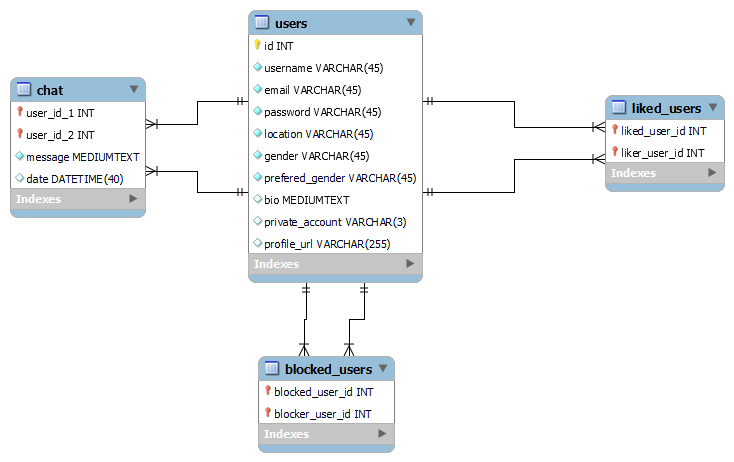 users
id INT
username VARCHAR(45)
email VARCHAR(45)
password VARCHAR(45)
location VARCHAR(45)
gender VARCHAR(45)
prefered_gender VARCHAR(45)
bio MEDIUMTEXT
private_account VARCHAR(3)
profile_url VARCHAR(255)
Indexes
chat
user_id_1 INT
user_id_2 INT
message MEDIUMTEXT
date DATETIME(40)
Indexes
liked_users
liked_user_id INT
liker_user_id INT
Indexes
blocked_users
blocked_user_id INT
blocker_user_id INT
Indexes